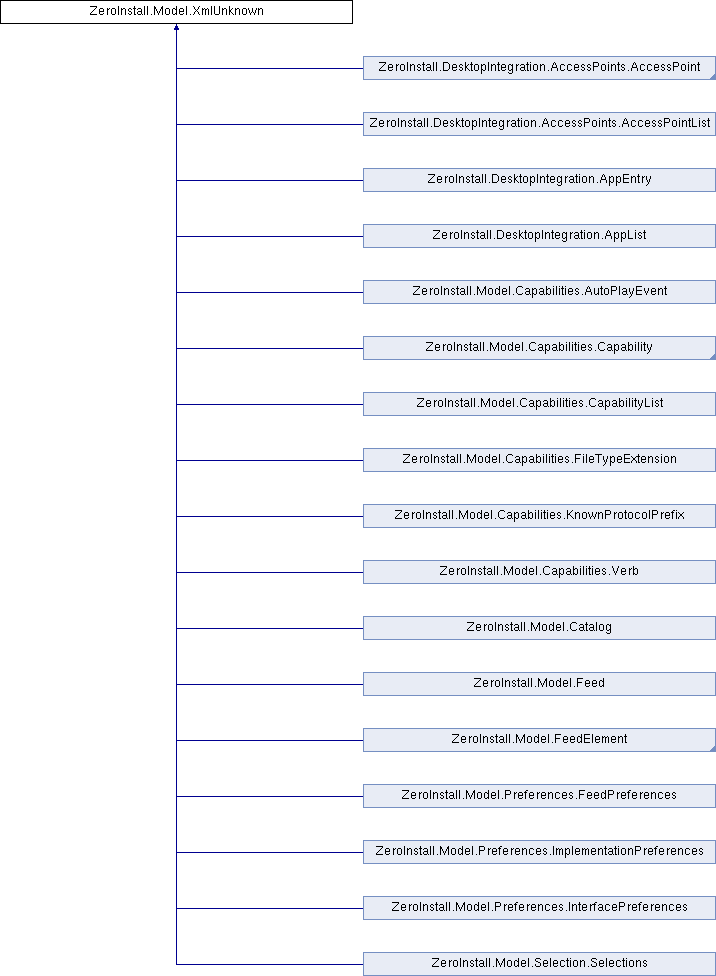 ZeroInstall.Model.XmlUnknown
ZeroInstall.DesktopIntegration.AccessPoints.AccessPoint
ZeroInstall.DesktopIntegration.AccessPoints.AccessPointList
ZeroInstall.DesktopIntegration.AppEntry
ZeroInstall.DesktopIntegration.AppList
ZeroInstall.Model.Capabilities.AutoPlayEvent
ZeroInstall.Model.Capabilities.Capability
ZeroInstall.Model.Capabilities.CapabilityList
ZeroInstall.Model.Capabilities.FileTypeExtension
ZeroInstall.Model.Capabilities.KnownProtocolPrefix
ZeroInstall.Model.Capabilities.Verb
ZeroInstall.Model.Catalog
ZeroInstall.Model.Feed
ZeroInstall.Model.FeedElement
ZeroInstall.Model.Preferences.FeedPreferences
ZeroInstall.Model.Preferences.ImplementationPreferences
ZeroInstall.Model.Preferences.InterfacePreferences
ZeroInstall.Model.Selection.Selections